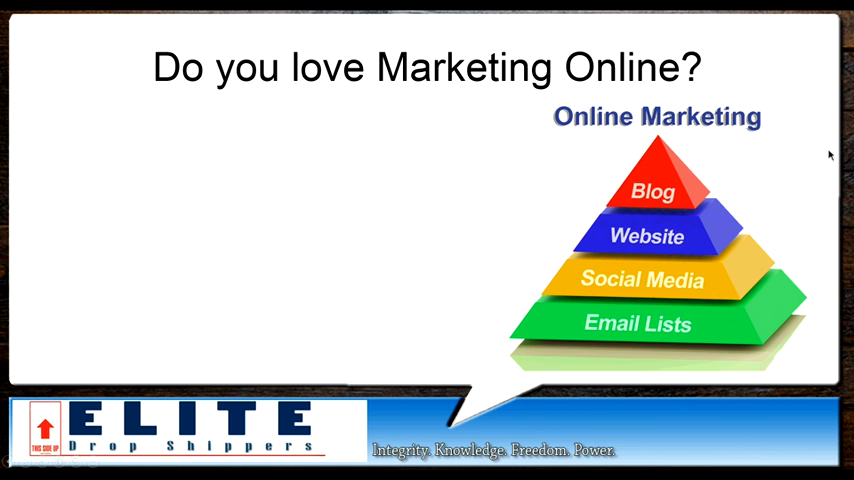 Do you love Marketing Online?
Online Marketing
Blog
Website
Social Media
Email Lists
ELITE
Drop Shippers
THIS SIDE UP
Integrity. Knowledge. Freedom. Power.